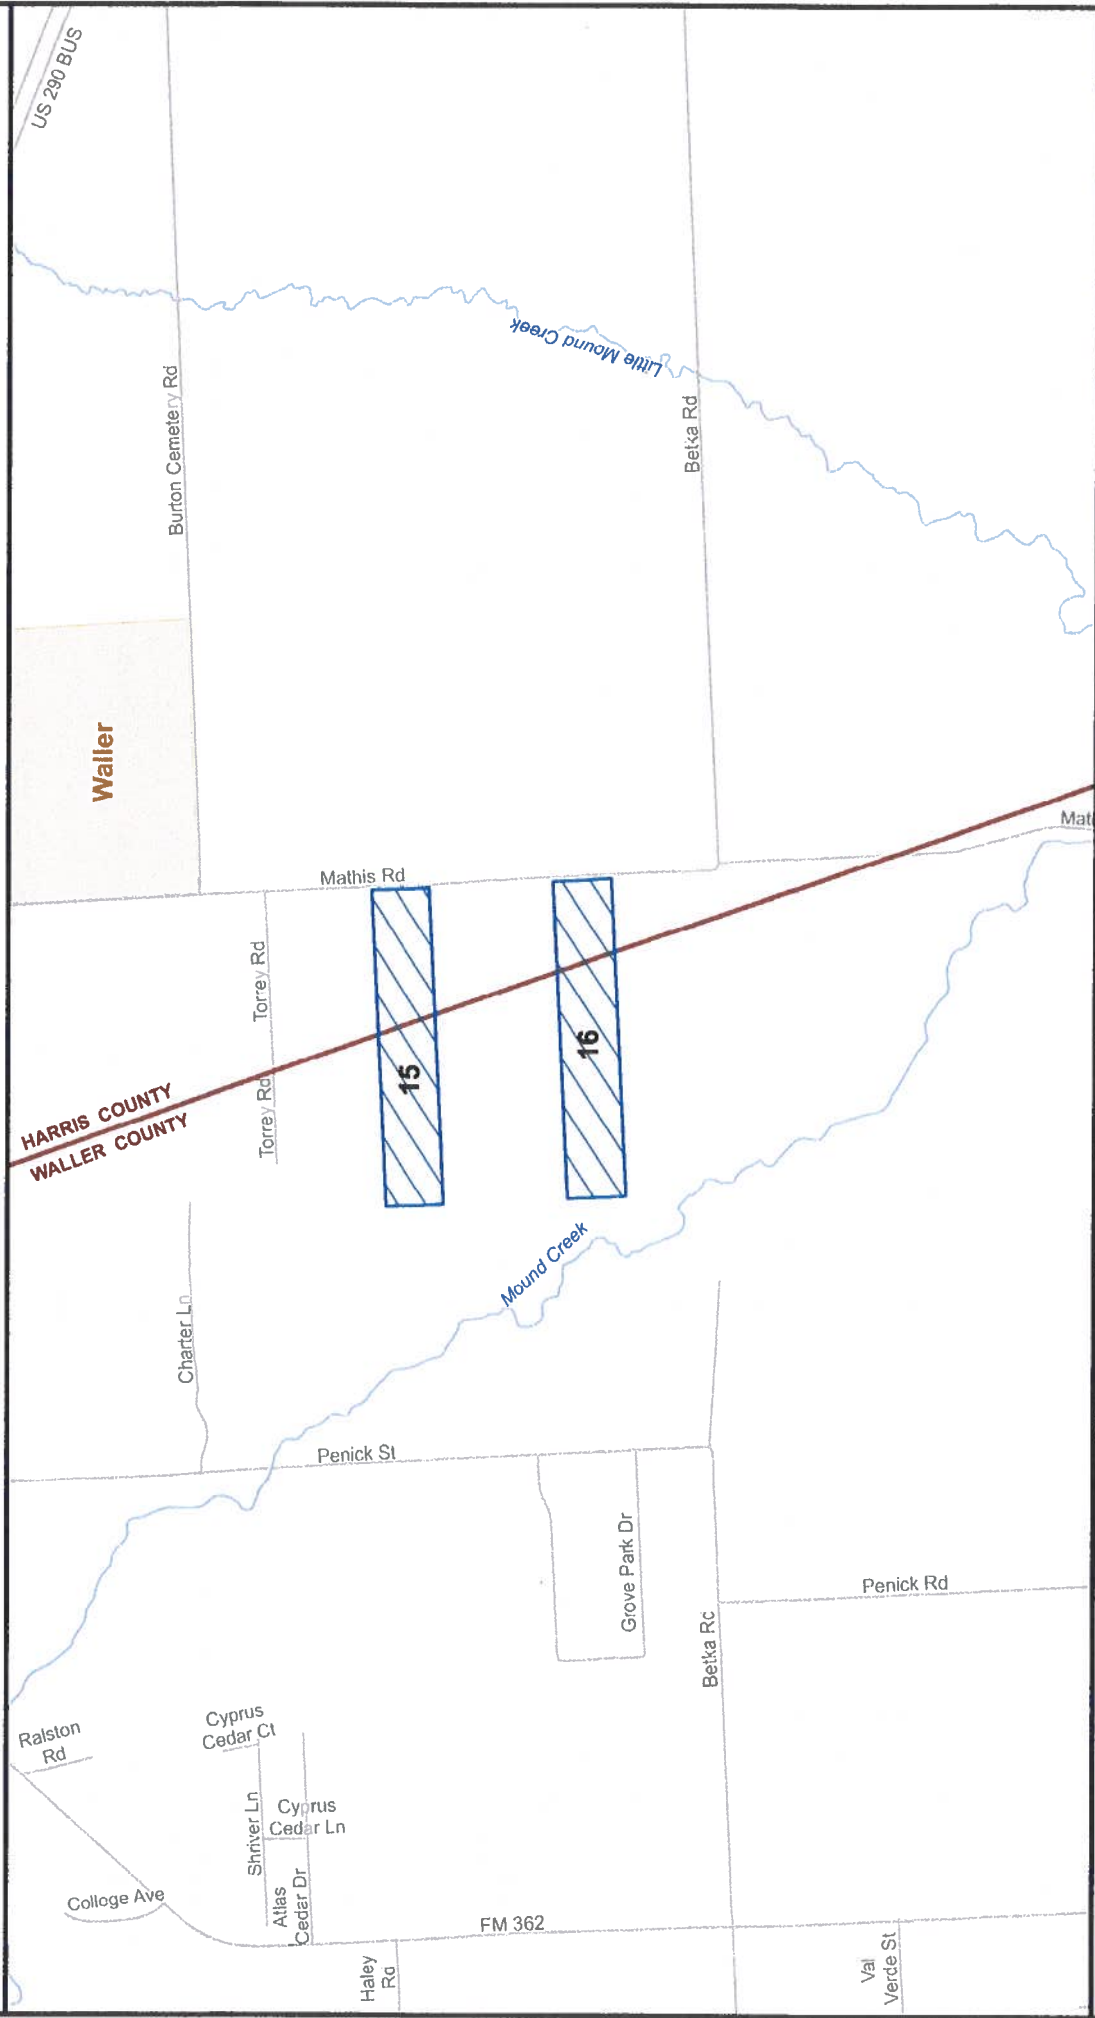 US 290 BUS
Burton Cemetery Rd
Little Mound Creek
Betka Rd
Waller
Mathis Rd
Mat
Torrey Rd
Torrey Rd
HARRIS COUNTY
WALLER COUNTY
15
16
Mound Creek
Charter Ln
Penick St
Grove Park Dr
Penick Rd
Betka Rd
Ralston
Rd
Cyprus
Cedar Ct
Shriver Ln
Cyprus
Cedar Ln
Atlas
Cedar Dr
College Ave
FM 362
Haley
Rd
Val
Verde St